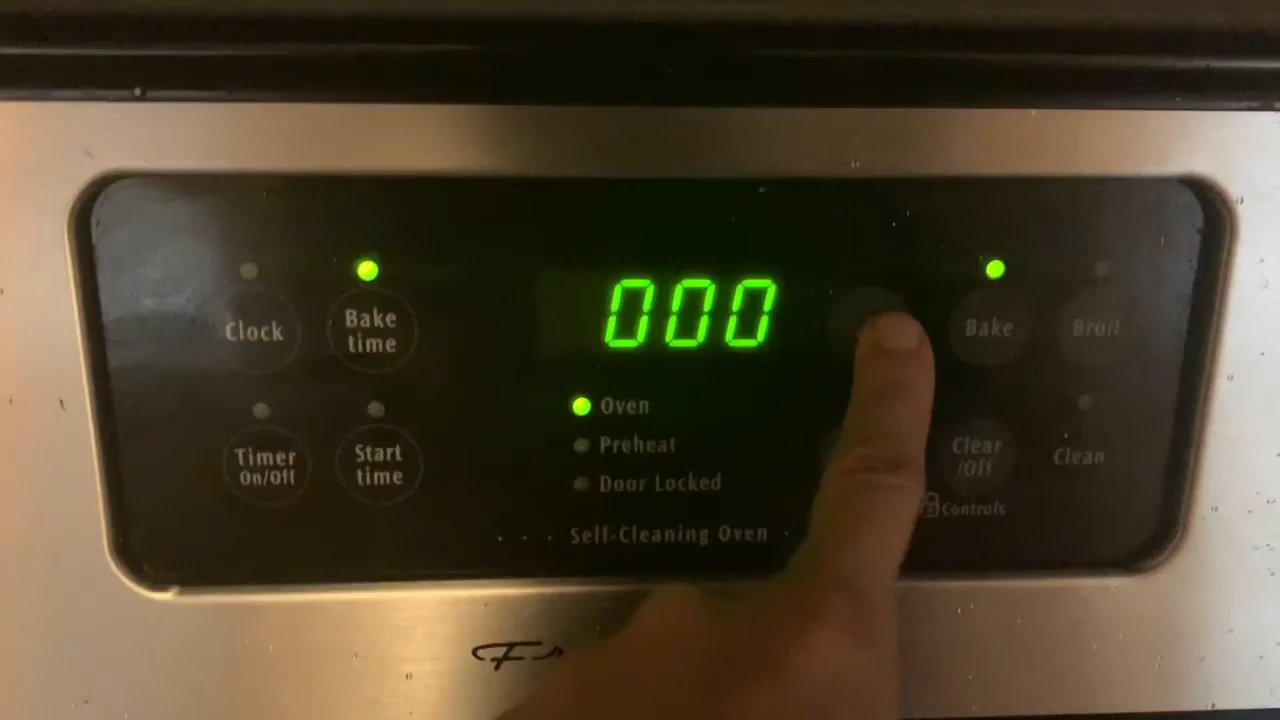 000
Clock
Bake
time
Bake
Broil
Oven
Preheat
Door Locked
Timer
On/Off
Start
time
Clear
/Off
Clean
Controls
Self-Cleaning Oven